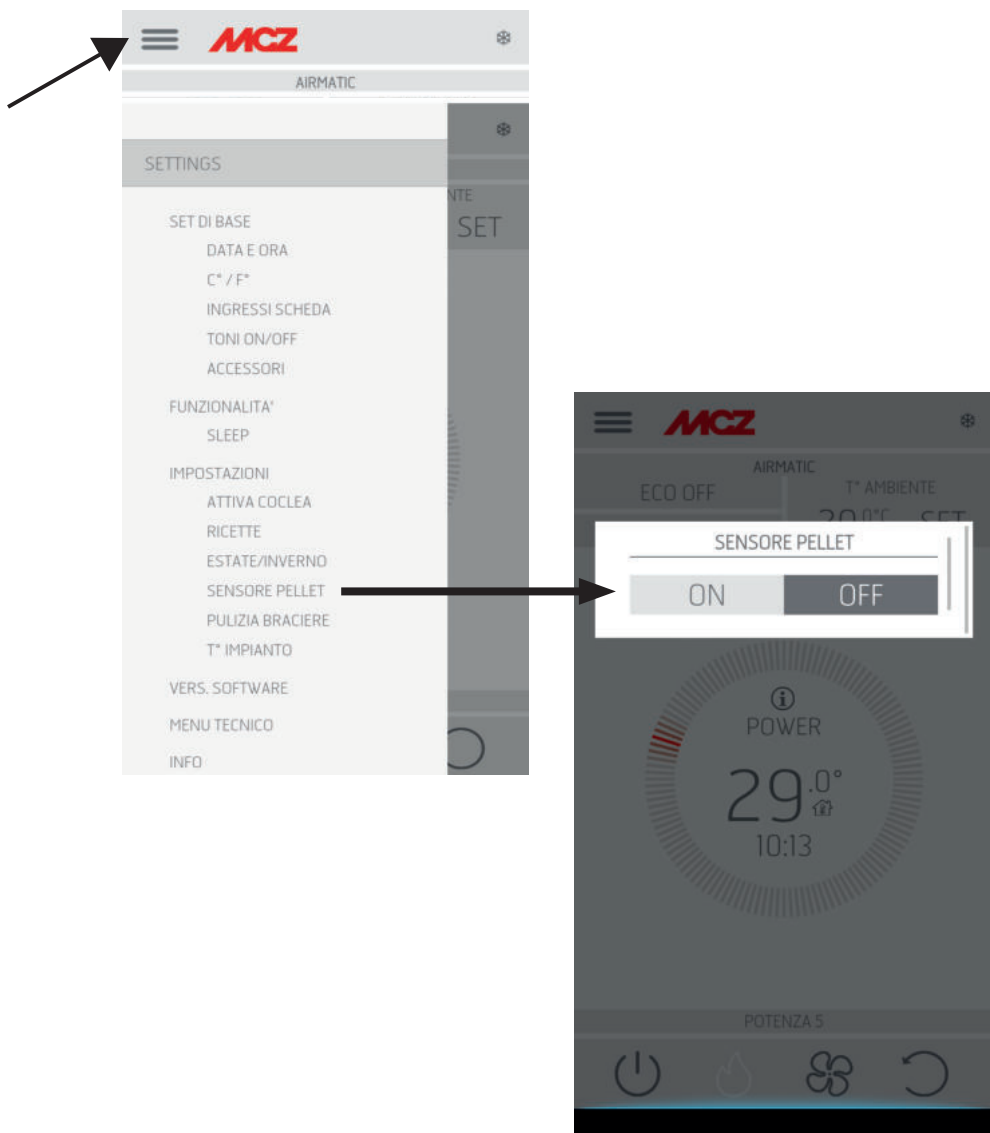 MCZ
AIRMATIC
SETTINGS
NTE
SET
SET DI BASE
DATA E ORA
C° / F°
INGRESSI SCHEDA
TONI ON/OFF
ACCESSORI
FUNZIONALITA'
SLEEP
IMPOSTAZIONI
ATTIVA COCLEA
RICETTE
ESTATE/INVERNO
SENSORE PELLET
PULIZIA BRACIERE
T° IMPIANTO
VERS. SOFTWARE
MENU TECNICO
INFO
MCZ
AIRMATIC
ECO OFF
T° AMBIENTE
SET
SENSORE PELLET
ON OFF
POWER
29.0°
10:13
POTENZA 5